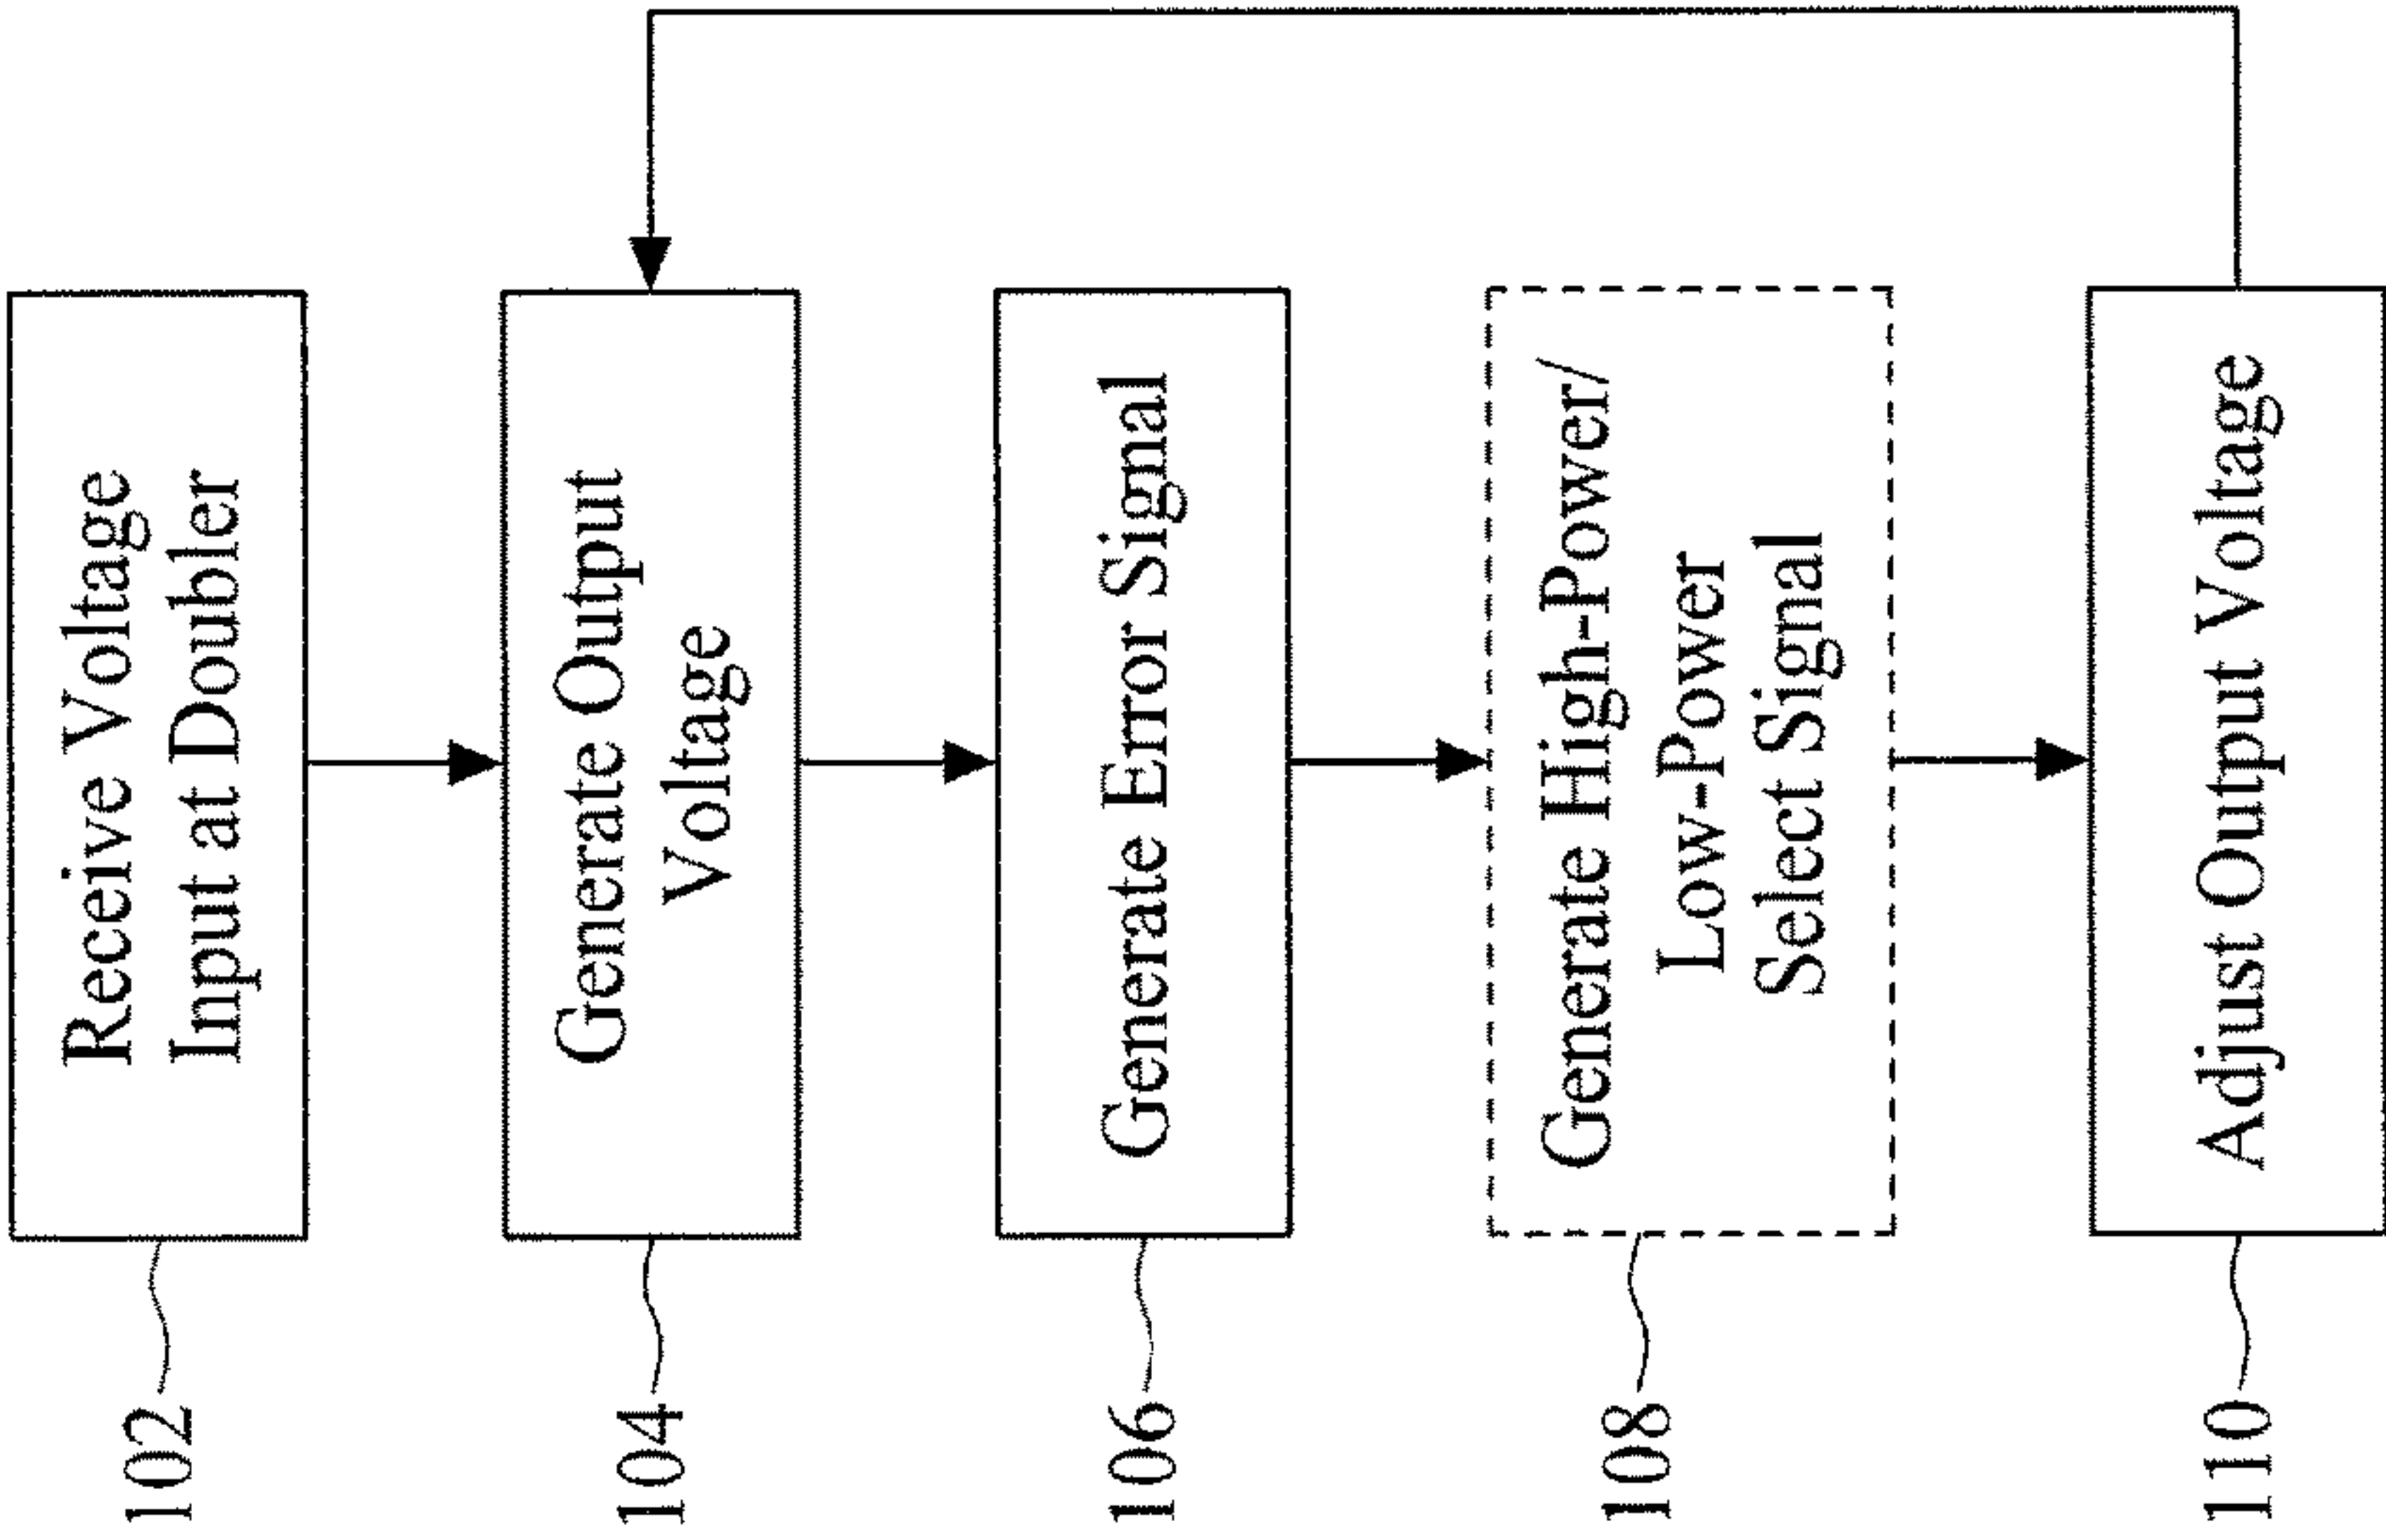 102
Receive Voltage
Input at Doubler
104
Generate Output
Voltage
106
Generate Error Signal
108
Generate High-Power/
Low-Power
Select Signal
110
Adjust Output Voltage